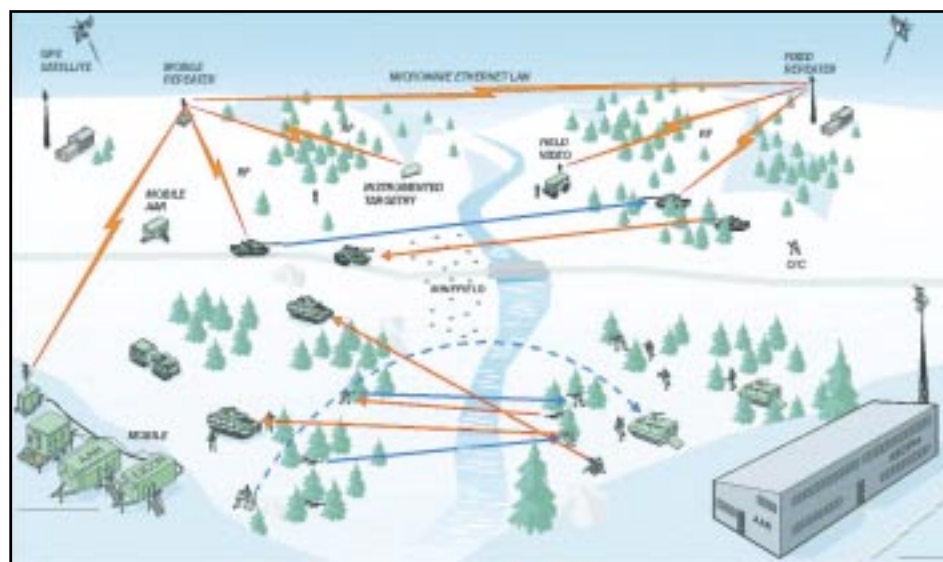 GPS
SATELLITE
MOBILE
REPEATER
MICROWAVE ETHERNET LAN
FIXED
REPEATER
RF
RF
RF
FIELD
VIDEO
INSTRUMENTED
TARGETRY
MOBILE
AAR
O/C
MINEFIELD
MOBILE
AAR